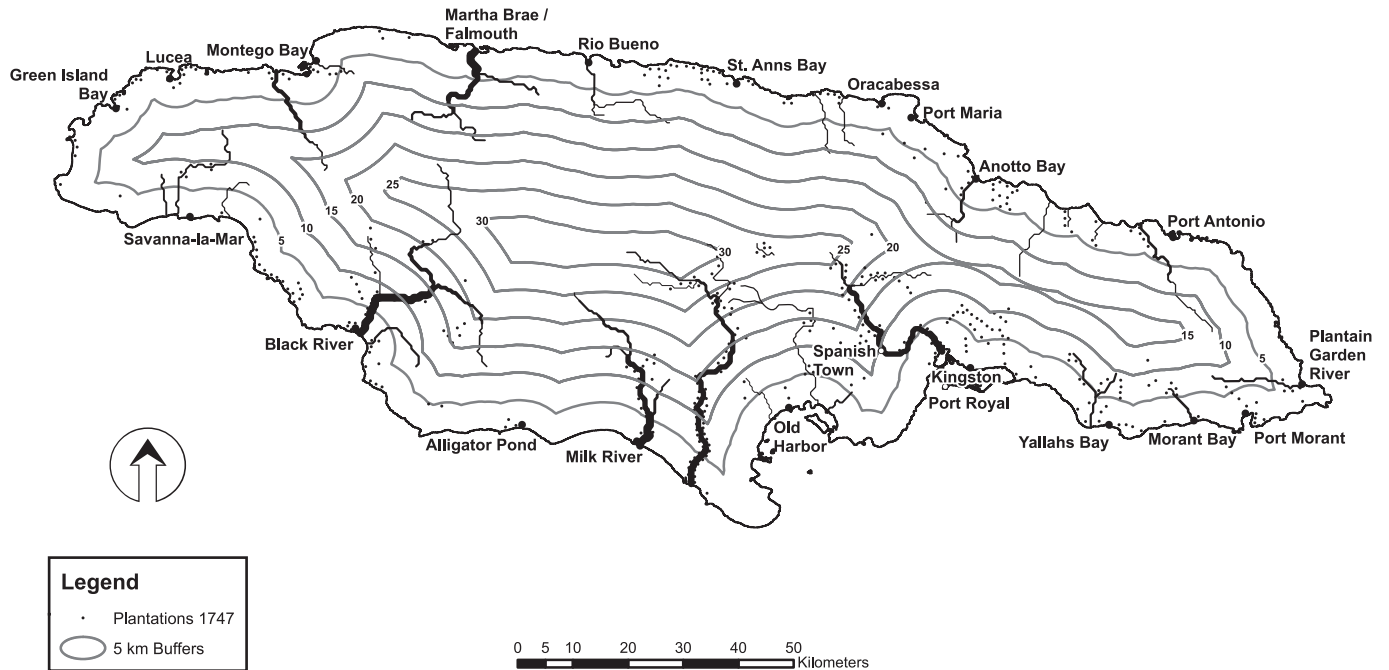 Martha Brae /
Falmouth
Montego Bay
Rio Bueno
Lucea
St. Anns Bay
Green Island
Bay
Oracabessa
Port Maria
Anotto Bay
Port Antonio
25
20
15
10
5
30
30
25
20
Savanna-la-Mar
Black River
Spanish
Town
Kingston
Port Royal
15
10
5
Plantain
Garden
River
Old
Harbor
Alligator Pond
Milk River
Yallahs Bay
Morant Bay
Port Morant
Legend
Plantations 1747
5 km Buffers
0 5 10 20 30 40 50
Kilometers